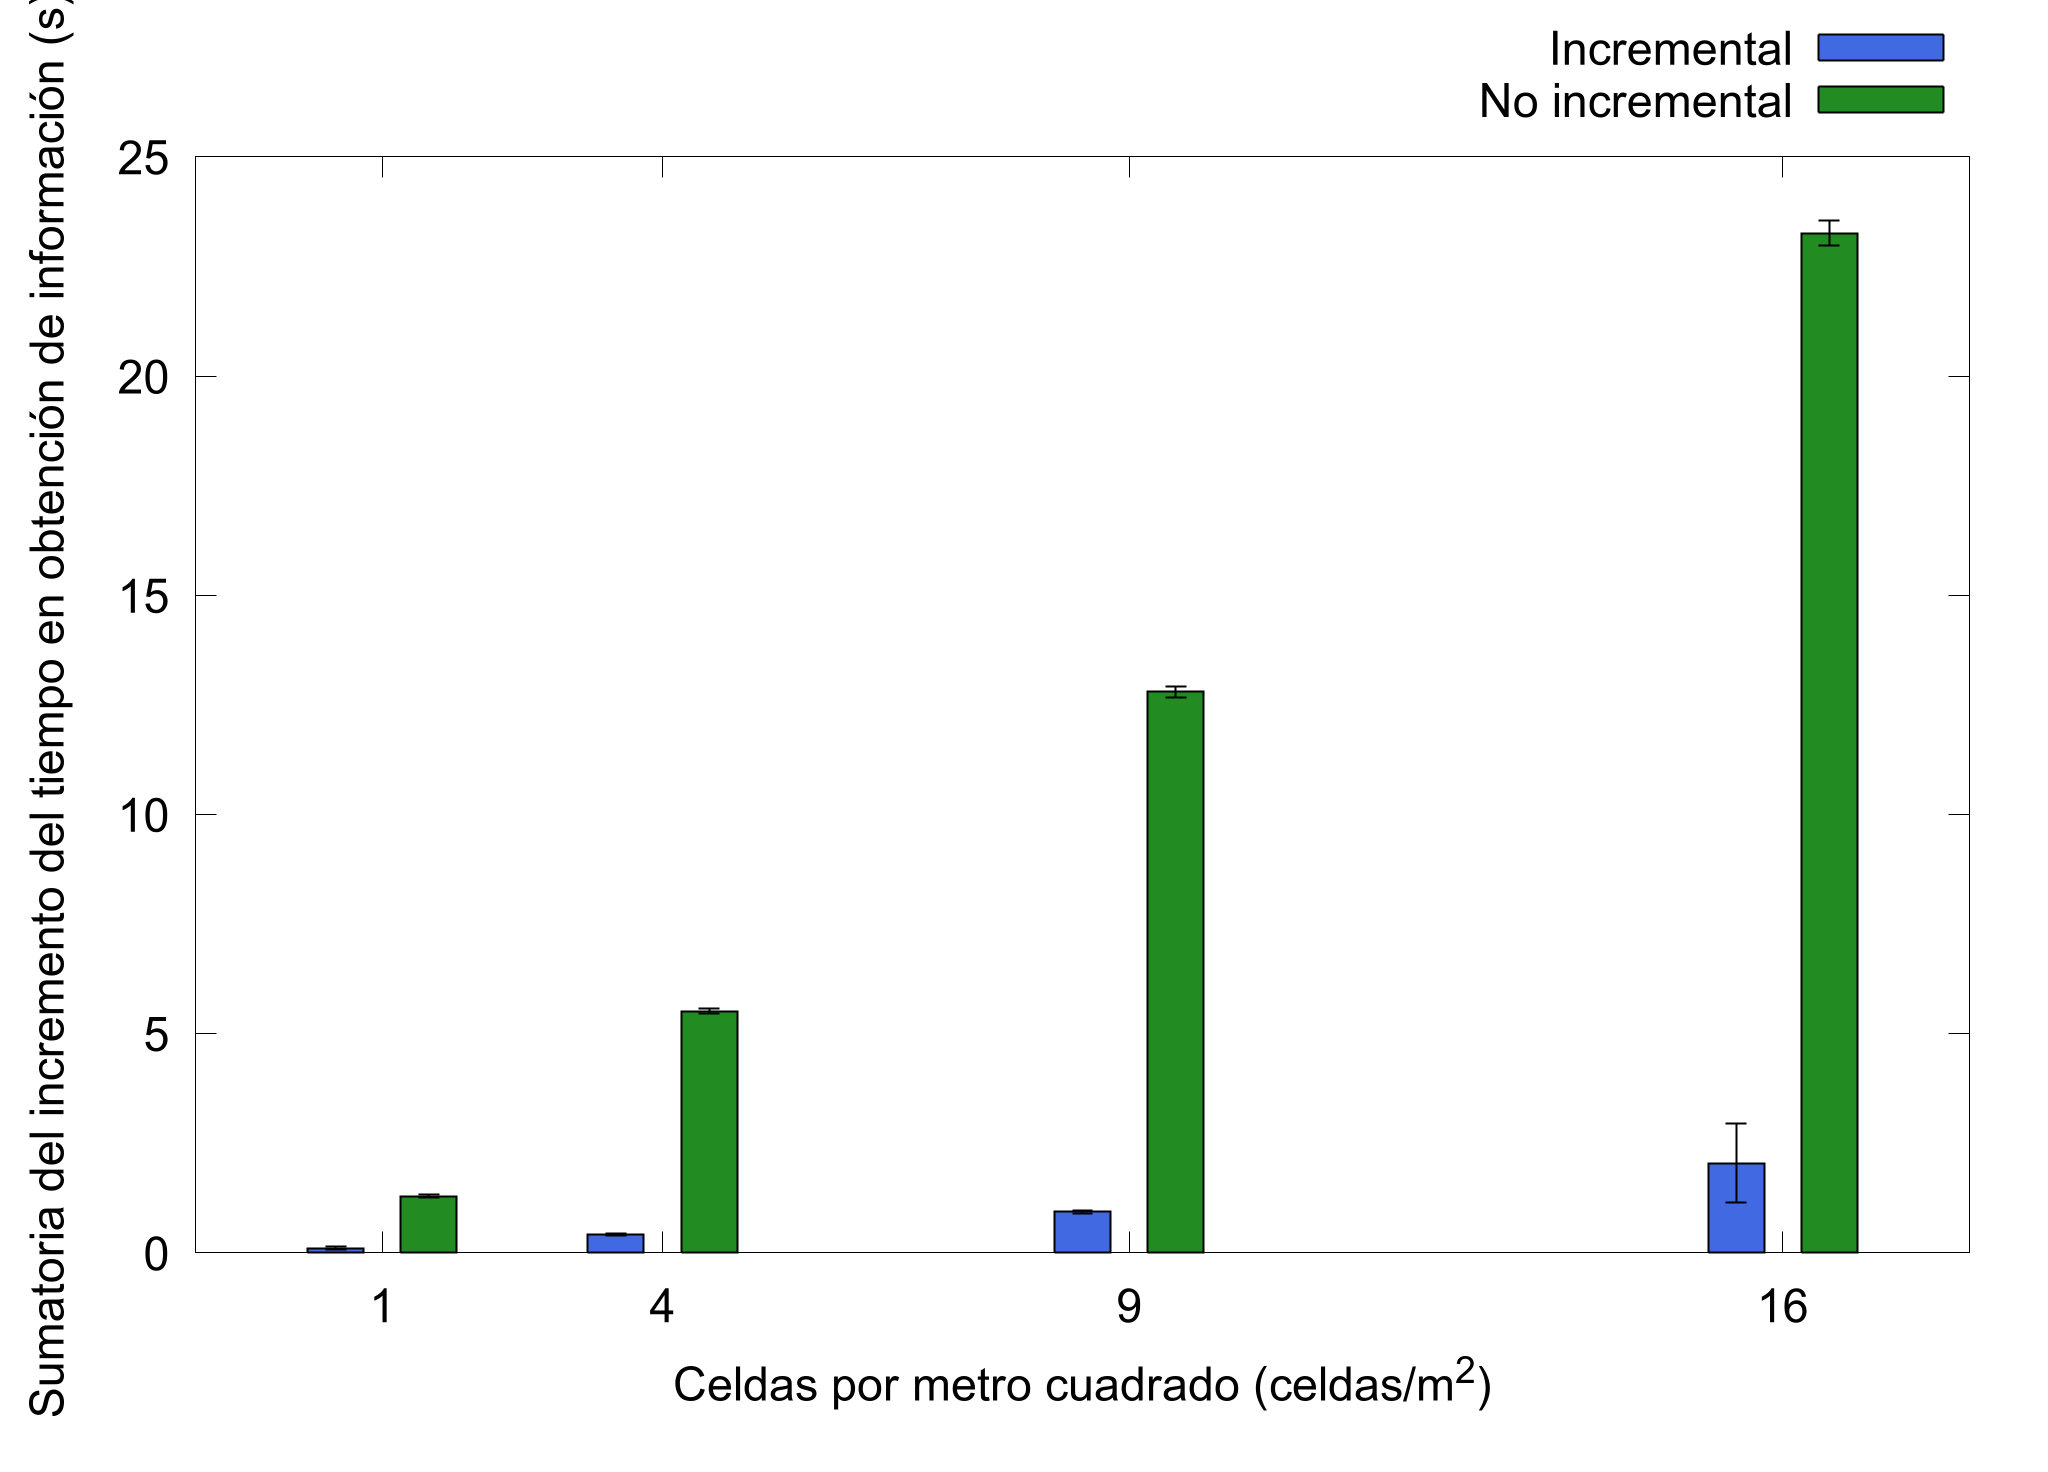 Incremental
No incremental
Sumatoria del incremento del tiempo en obtención de información (s)
25
20
15
10
5
0
1 4 9 16
Celdas por metro cuadrado (celdas/m²)